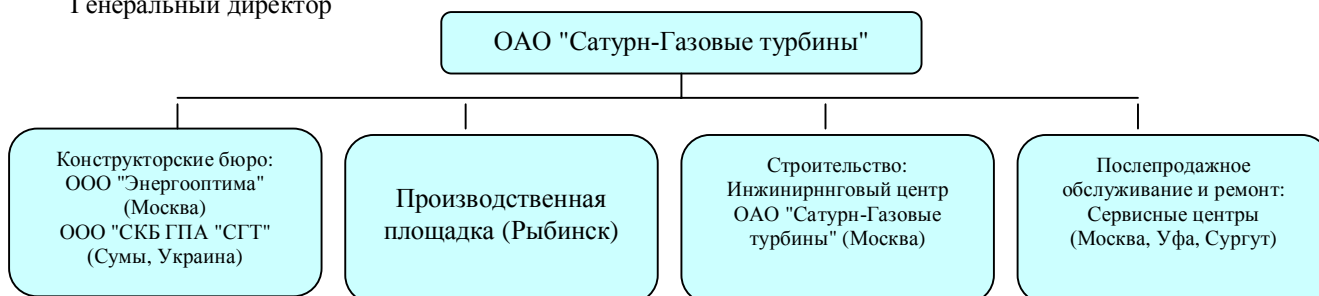 Генеральный директор
ОАО "Сатурн-Газовые турбины"
Конструкторские бюро:
ООО "Энергооптима"
(Москва)
ООО "СКБ ГПА "СГТ"
(Сумы, Украина)
Производственная
площадка (Рыбинск)
Строительство:
Инжинирннговый центр
ОАО "Сатурн-Газовые
турбины" (Москва)
Послепродажное
обслуживание и ремонт:
Сервисные центры
(Москва, Уфа, Сургут)